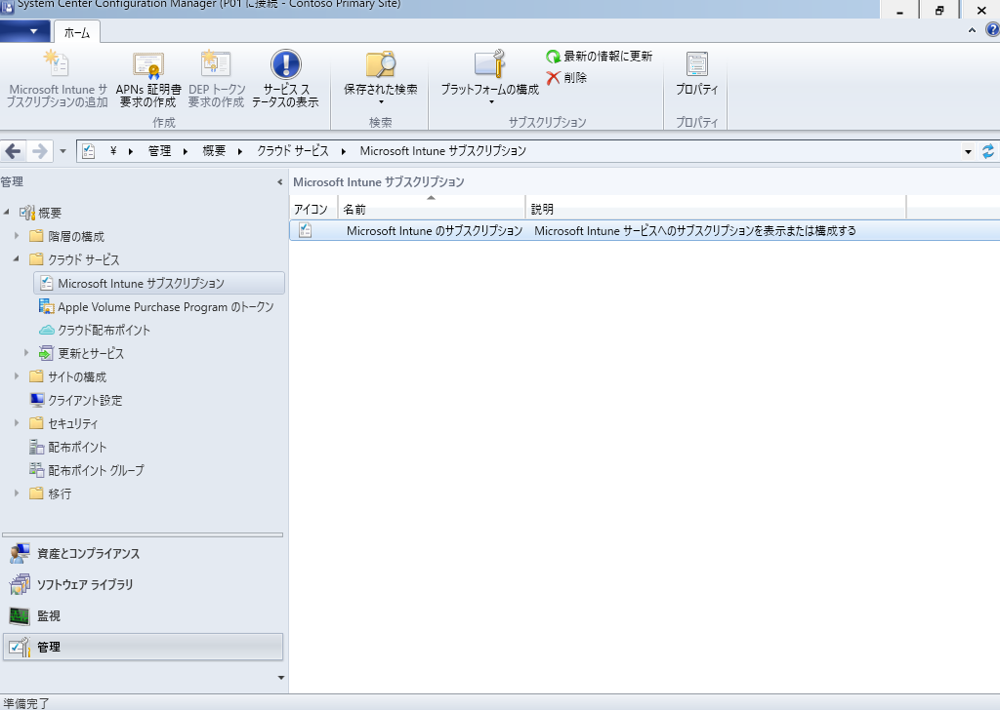 System Center Configuration Manager (P01 に接続 - Contoso Primary Site)
ホーム
Microsoft Intune サ
ブスクリプションの追加
APNs 証明書
要求の作成
DEP トークン
要求の作成
サービス ス
テータスの表示
作成
保存された検索
検索
プラットフォームの構成
最新の情報に更新
削除
サブスクリプション
プロパティ
プロパティ
¥ 管理 概要 クラウド サービス Microsoft Intune サブスクリプション
管理
概要
階層の構成
クラウド サービス
Microsoft Intune サブスクリプション
Apple Volume Purchase Program のトークン
クラウド配布ポイント
更新とサービス
サイトの構成
クライアント設定
セキュリティ
配布ポイント
配布ポイント グループ
移行
資産とコンプライアンス
ソフトウェア ライブラリ
監視
管理
Microsoft Intune サブスクリプション
アイコン 名前 説明
Microsoft Intune のサブスクリプション Microsoft Intune サービスへのサブスクリプションを表示または構成する
準備完了